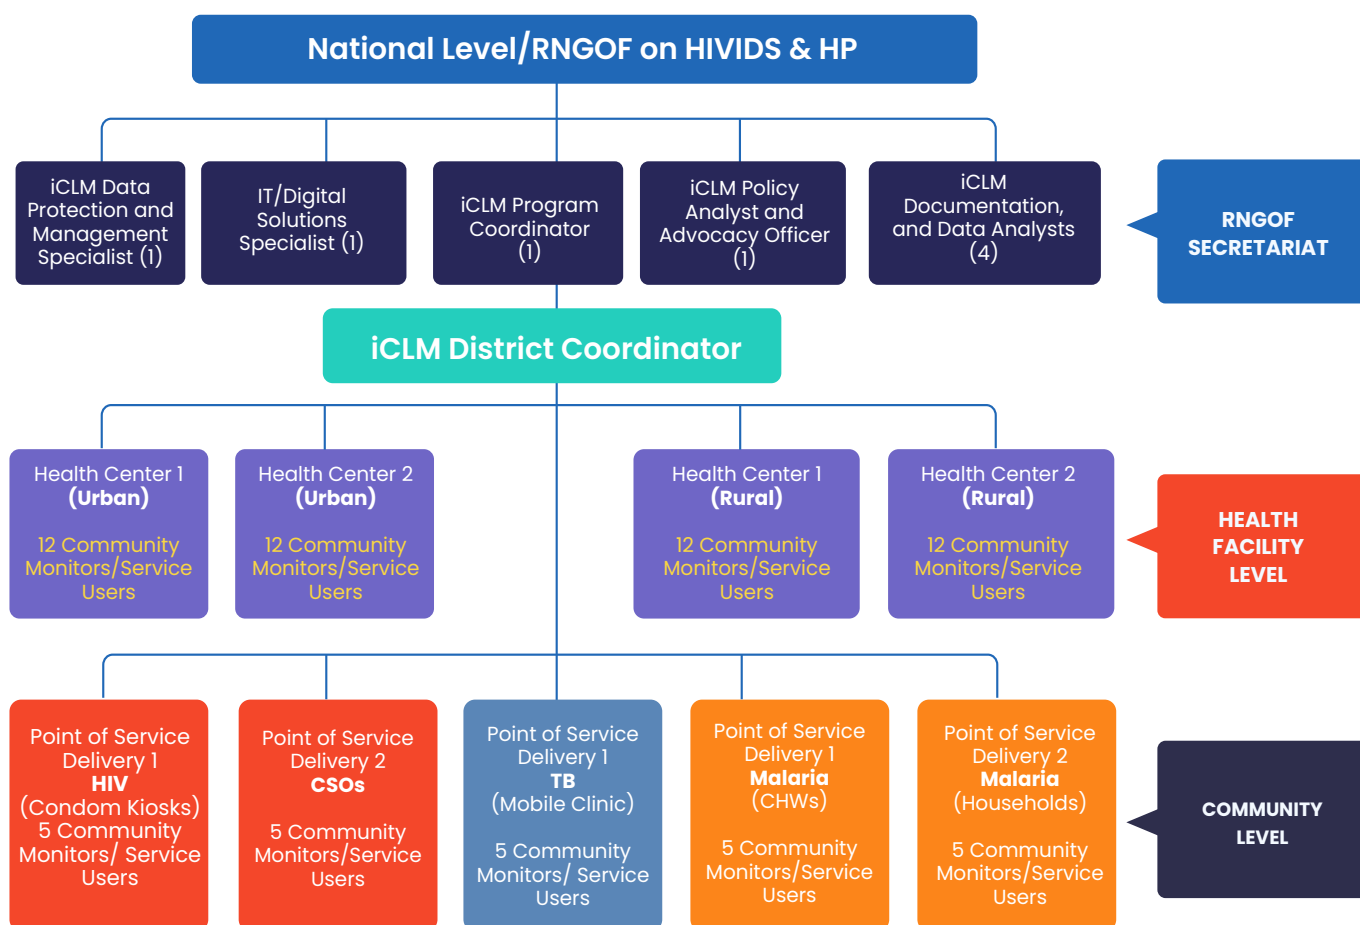 National Level/RNGOF on HIVIDS & HP
iCLM Data
Protection and
Management
Specialist (1)
IT/Digital
Solutions
Specialist (1)
iCLM Program
Coordinator
(1)
iCLM Policy
Analyst and
Advocacy Officer
(1)
iCLM
Documentation,
and Data Analysts
(4)
RNGOF
SECRETARIAT
iCLM District Coordinator
Health Center 1
(Urban)
12 Community
Monitors/Service
Users
Health Center 2
(Urban)
12 Community
Monitors/Service
Users
Health Center 1
(Rural)
12 Community
Monitors/Service
Users
Health Center 2
(Rural)
12 Community
Monitors/Service
Users
HEALTH
FACILITY
LEVEL
Point of Service
Delivery 1
HIV
(Condom Kiosks)
5 Community
Monitors/ Service
Users
Point of Service
Delivery 2
CSOs
5 Community
Monitors/Service
Users
Point of Service
Delivery 1
TB
(Mobile Clinic)
5 Community
Monitors/ Service
Users
Point of Service
Delivery 1
Malaria
(CHWs)
5 Community
Monitors/Service
Users
Point of Service
Delivery 2
Malaria
(Households)
5 Community
Monitors/Service
Users
COMMUNITY
LEVEL